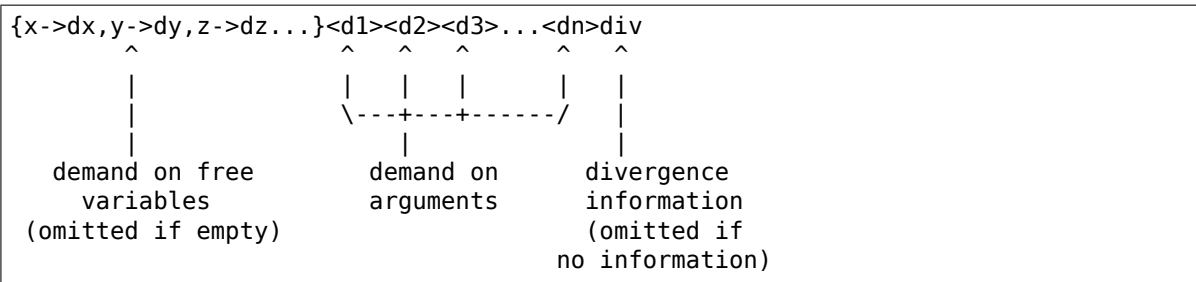 {x->dx,y->dy,z->dz...}<d1><d2><d3>...<dn>div
        ^              ^   ^   ^      ^   ^
        |              |   |   |      |   |
        |              \---+---+------/   |
        |                  |              |
   demand on free        demand on      divergence
     variables           arguments      information
 (omitted if empty)                     (omitted if
                                      no information)